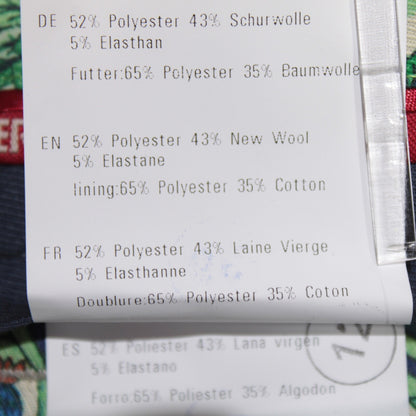 DE 52% Polyester 43% Schurwolle
5% Elasthan
Futter:65% Polyester 35% Baumwolle
EN 52% Polyester 43% New Wool
5% Elastane
lining:65% Polyester 35% Cotton
FR 52% Polyester 43% Laine Vierge
5% Elasthanne
Doublure:65% Polyester 35% Coton
ES 52% Poliester 43% Lana virgen
5% Elastano
Forro:65% Poliester 35% Algodon
12